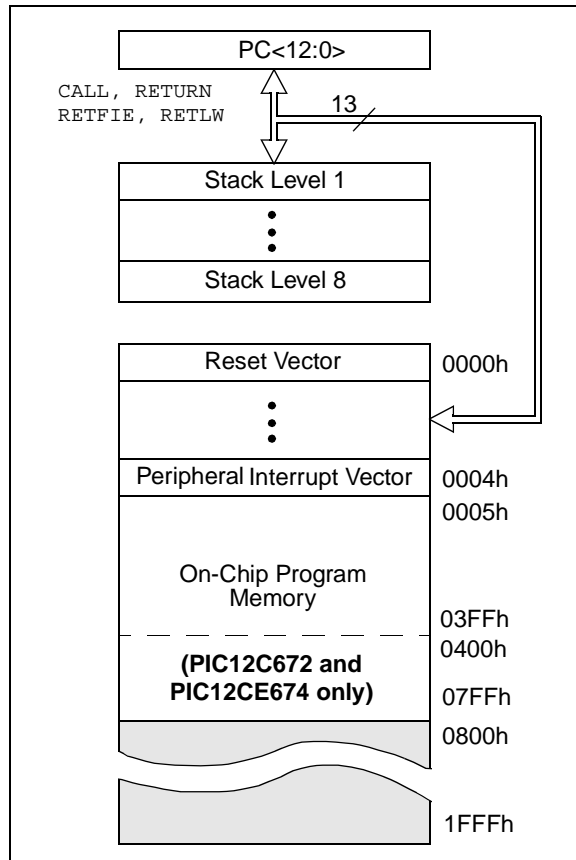 PC<12:0>
CALL, RETURN
RETFIE, RETLW
13
Stack Level 1
Stack Level 8
Reset Vector
0000h
Peripheral Interrupt Vector
0004h
0005h
On-Chip Program
Memory
03FFh
0400h
(PIC12C672 and
PIC12CE674 only)
07FFh
0800h
1FFFh